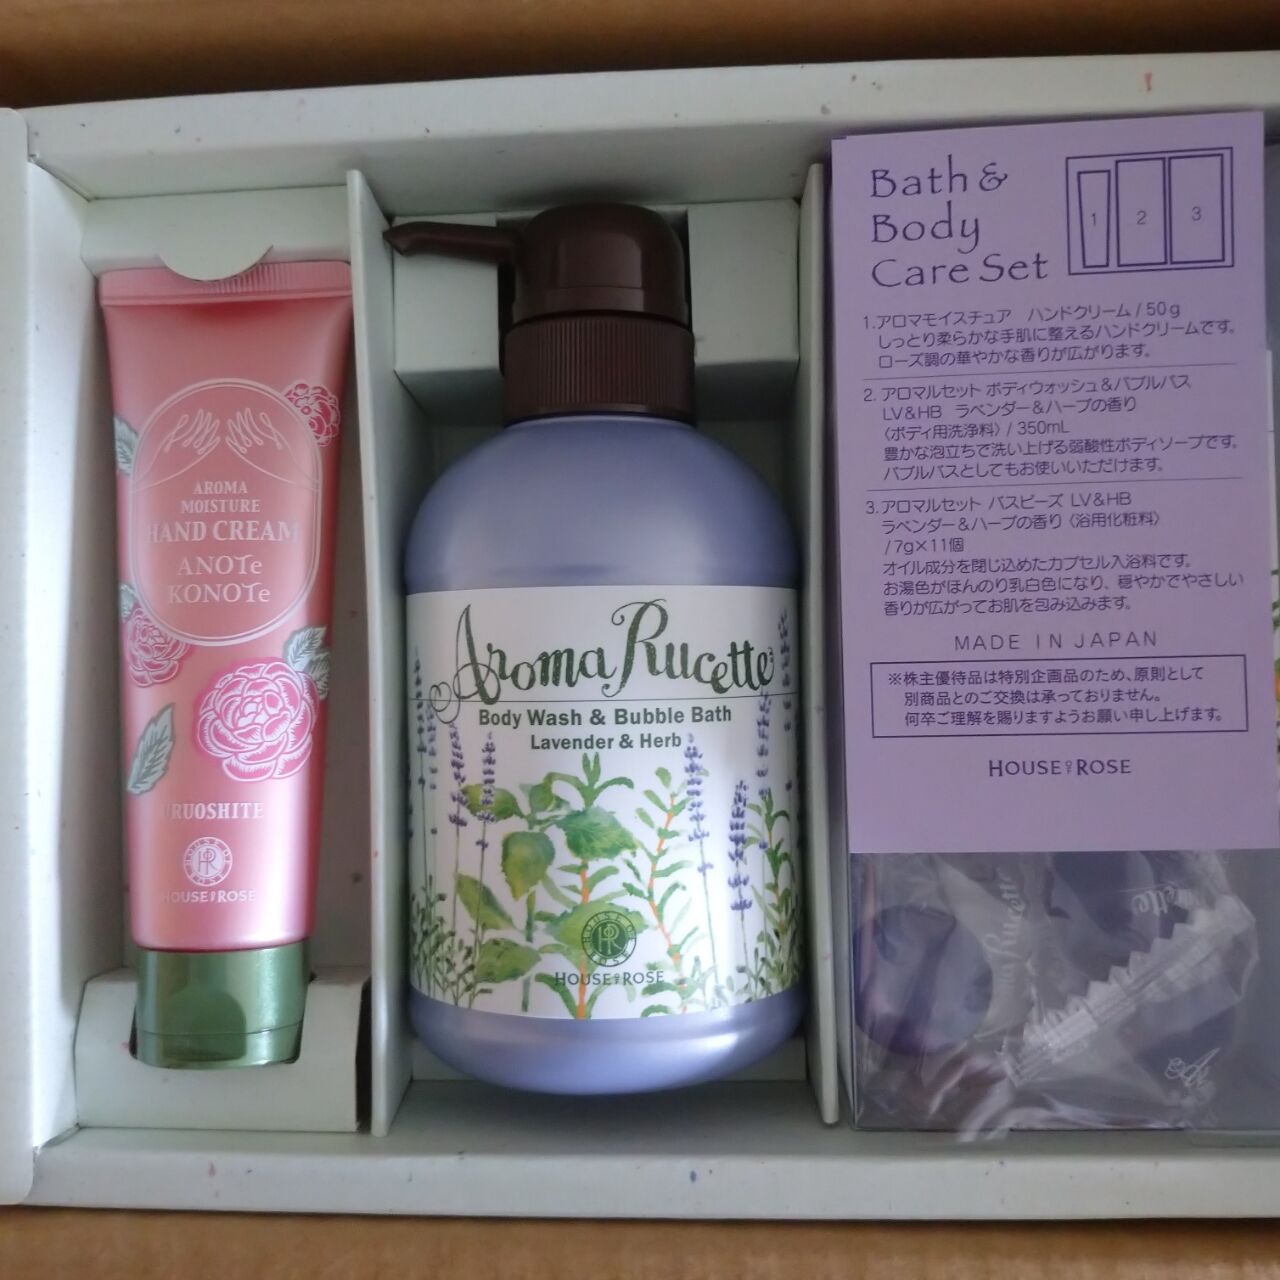 AROMA
MOISTURE
HAND CREAM
ANOTe
KONOTe
URUOSHITE
HOUSE OF
ROSE
HR
HOUSE OF ROSE
Aroma Rucette
Body Wash & Bubble Bath
Lavender & Herb
HOUSE OF
ROSE
HR
HOUSE OF ROSE
Bath &
Body
Care Set
1 2 3
1.アロマモイスチュア ハンドクリーム / 50g
しっとり柔らかな手肌に整えるハンドクリームです。
ローズ調の華やかな香りが広がります。
2. アロマルセット ボディウォッシュ&バブルバス
LV&HB ラベンダー&ハーブの香り
〈ボディ用洗浄料〉/ 350mL
豊かな泡立ちで洗い上げる弱酸性ボディソープです。
バブルバスとしてもお使いいただけます。
3.アロマルセット バスビーズ LV&HB
ラベンダー&ハーブの香り〈浴用化粧料〉
/ 7g×11個
オイル成分を閉じ込めたカプセル入浴料です。
お湯色がほんのり乳白色になり、穏やかでやさしい
香りが広がってお肌を包み込みます。
MADE IN JAPAN
※株主優待品は特別企画品のため、原則として
別商品とのご交換は承っておりません。
何卒ご理解を賜りますようお願い申し上げます。
HOUSE OF ROSE
Rucette